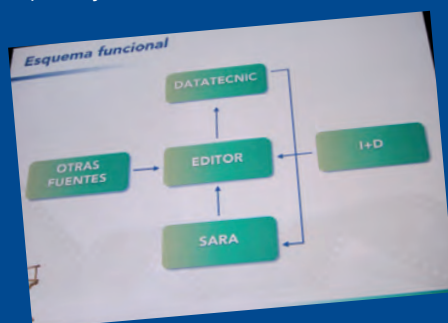 Esquema funcional
DATATECNIC
OTRAS
FUENTES
EDITOR
I+D
SARA